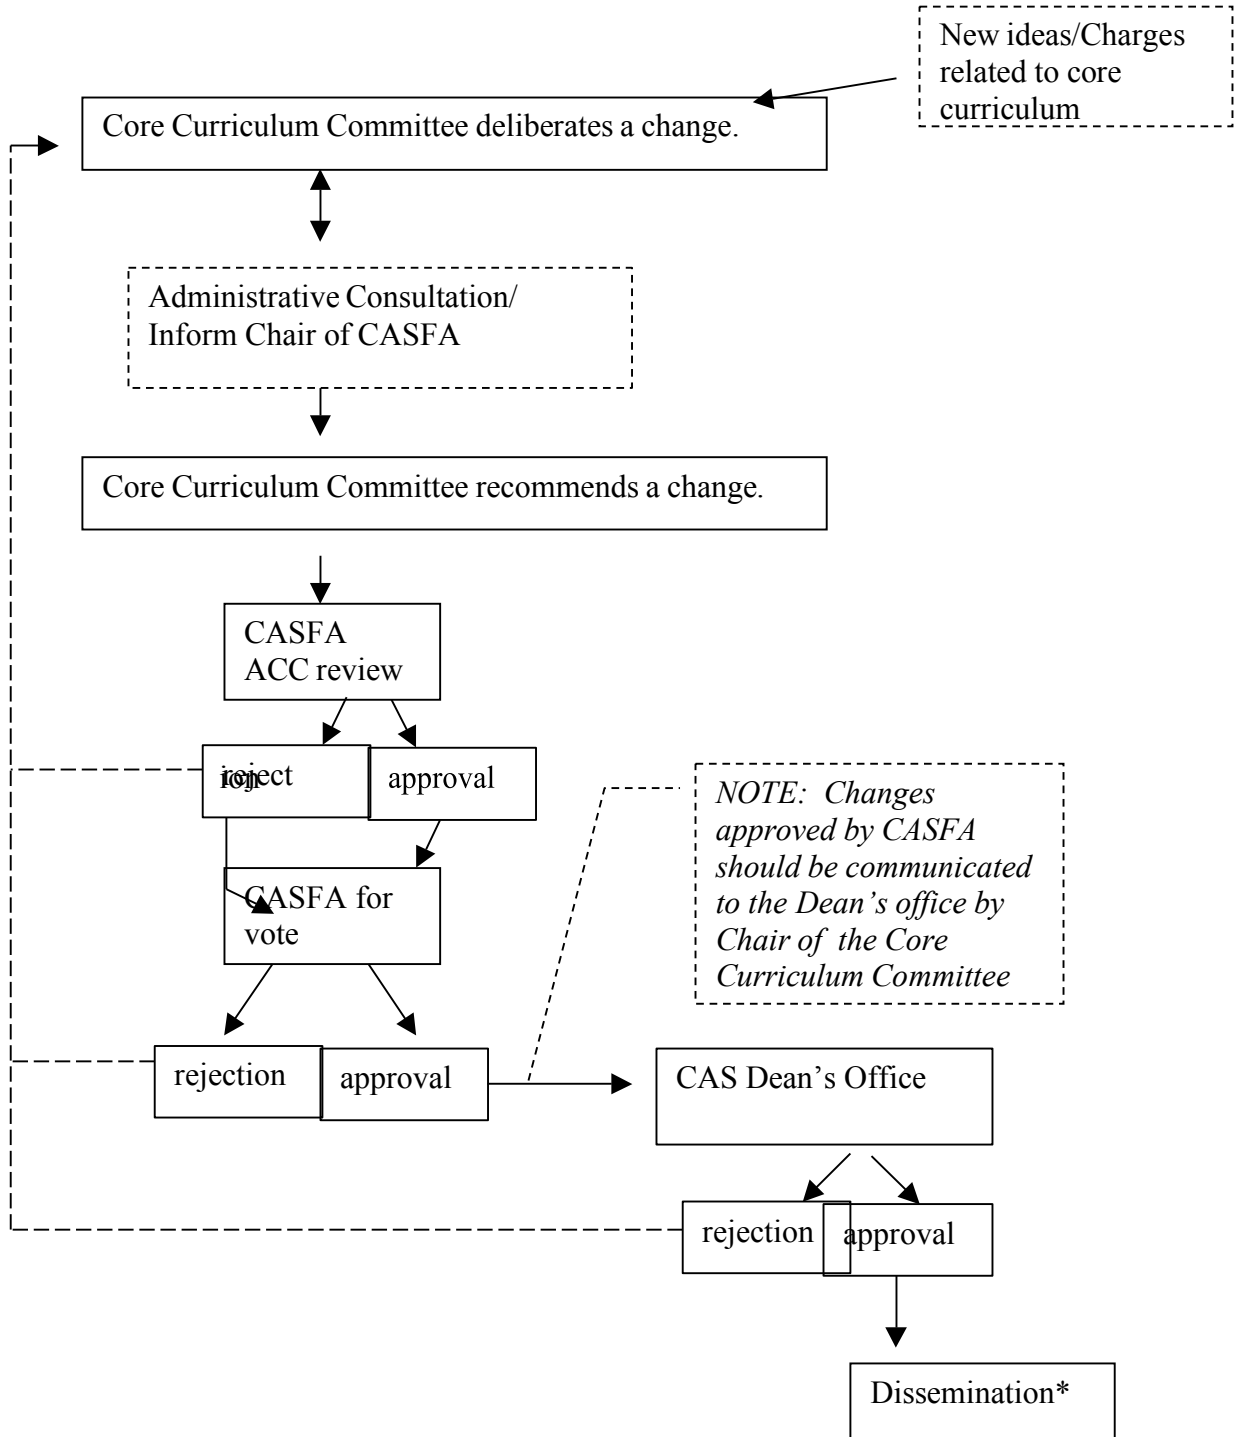 New ideas/Charges
related to core
curriculum
Core Curriculum Committee deliberates a change.
Administrative Consultation/
Inform Chair of CASFA
Core Curriculum Committee recommends a change.
CASFA
ACC review
reject
ion
approval
NOTE:  Changes
approved by CASFA
should be communicated
to the Dean’s office by
Chair of  the Core
Curriculum Committee
CASFA for
vote
rejection
approval
CAS Dean’s Office
rejection
approval
Dissemination*